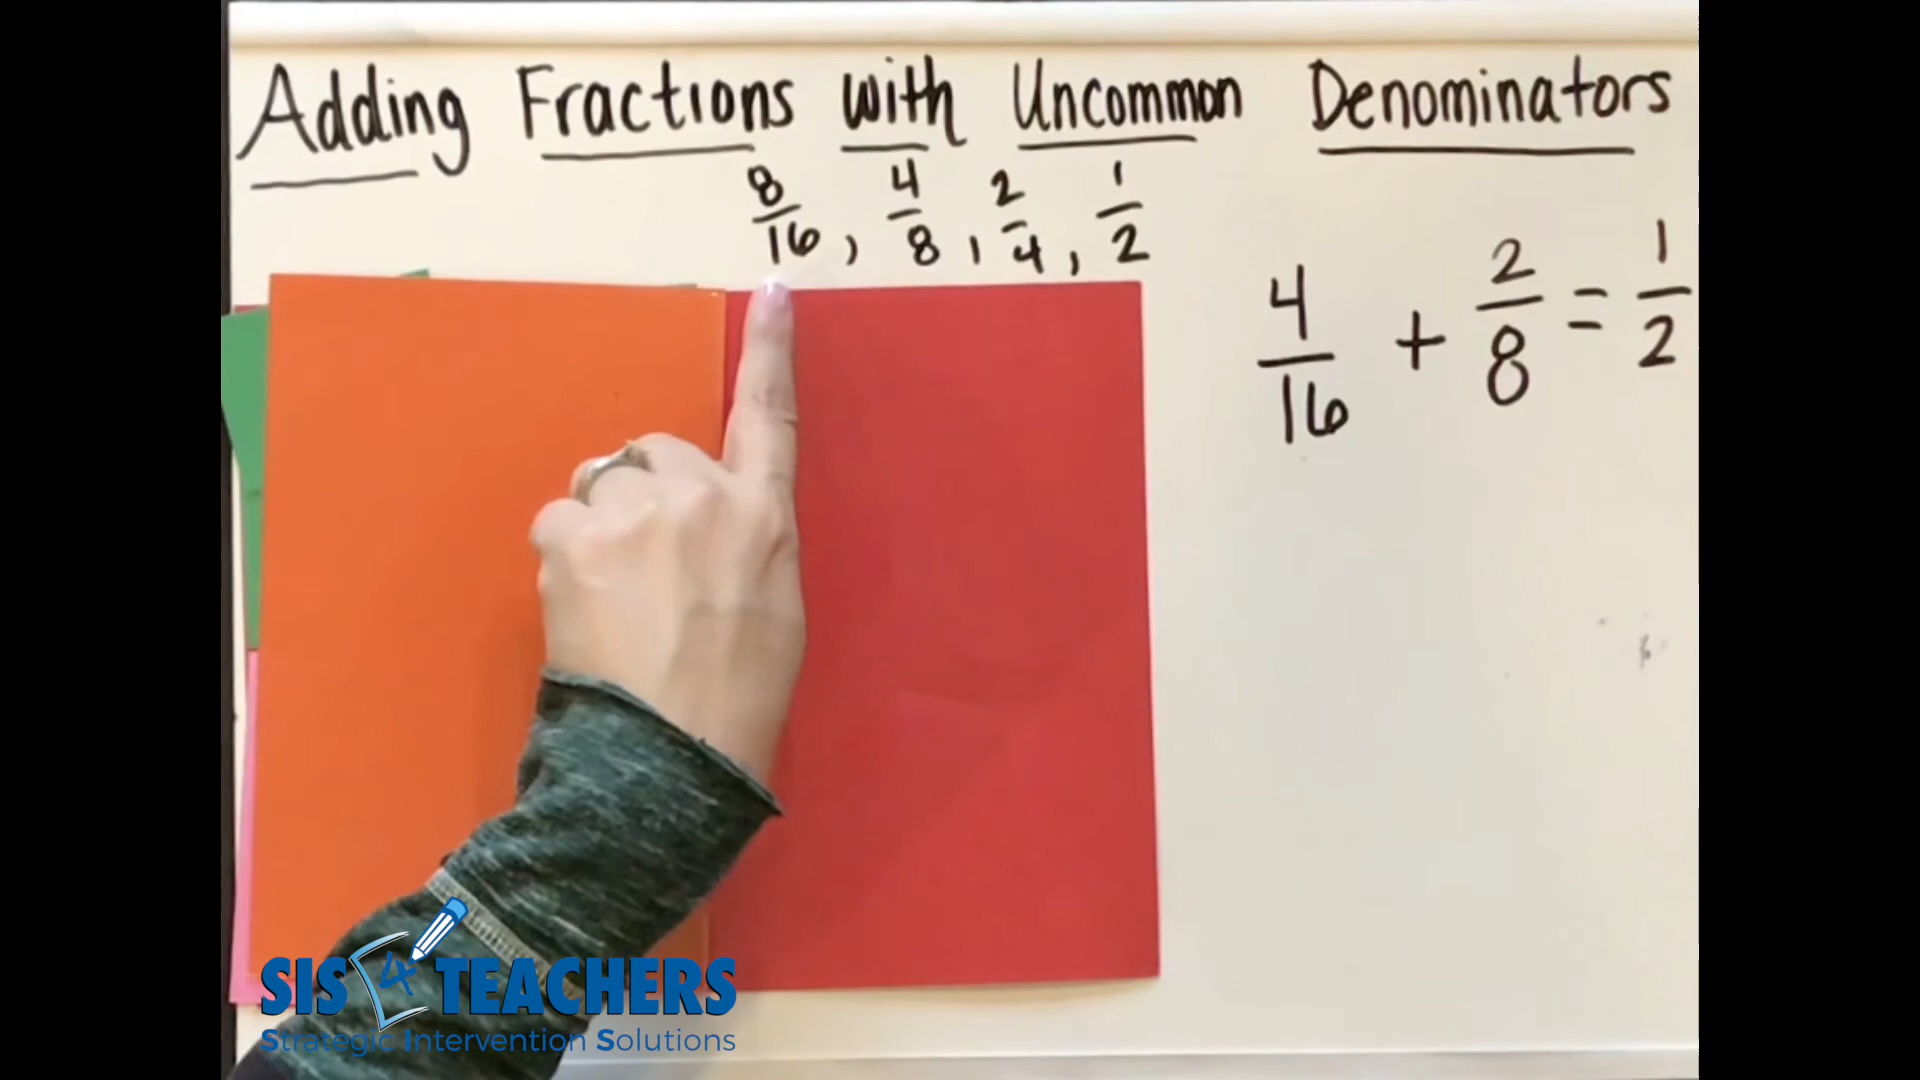 Adding Fractions with Uncommon Denominators
8/16, 4/8, 2/4, 1/2
4/16 + 2/8 = 1/2
SIS 4 TEACHERS
Strategic Intervention Solutions